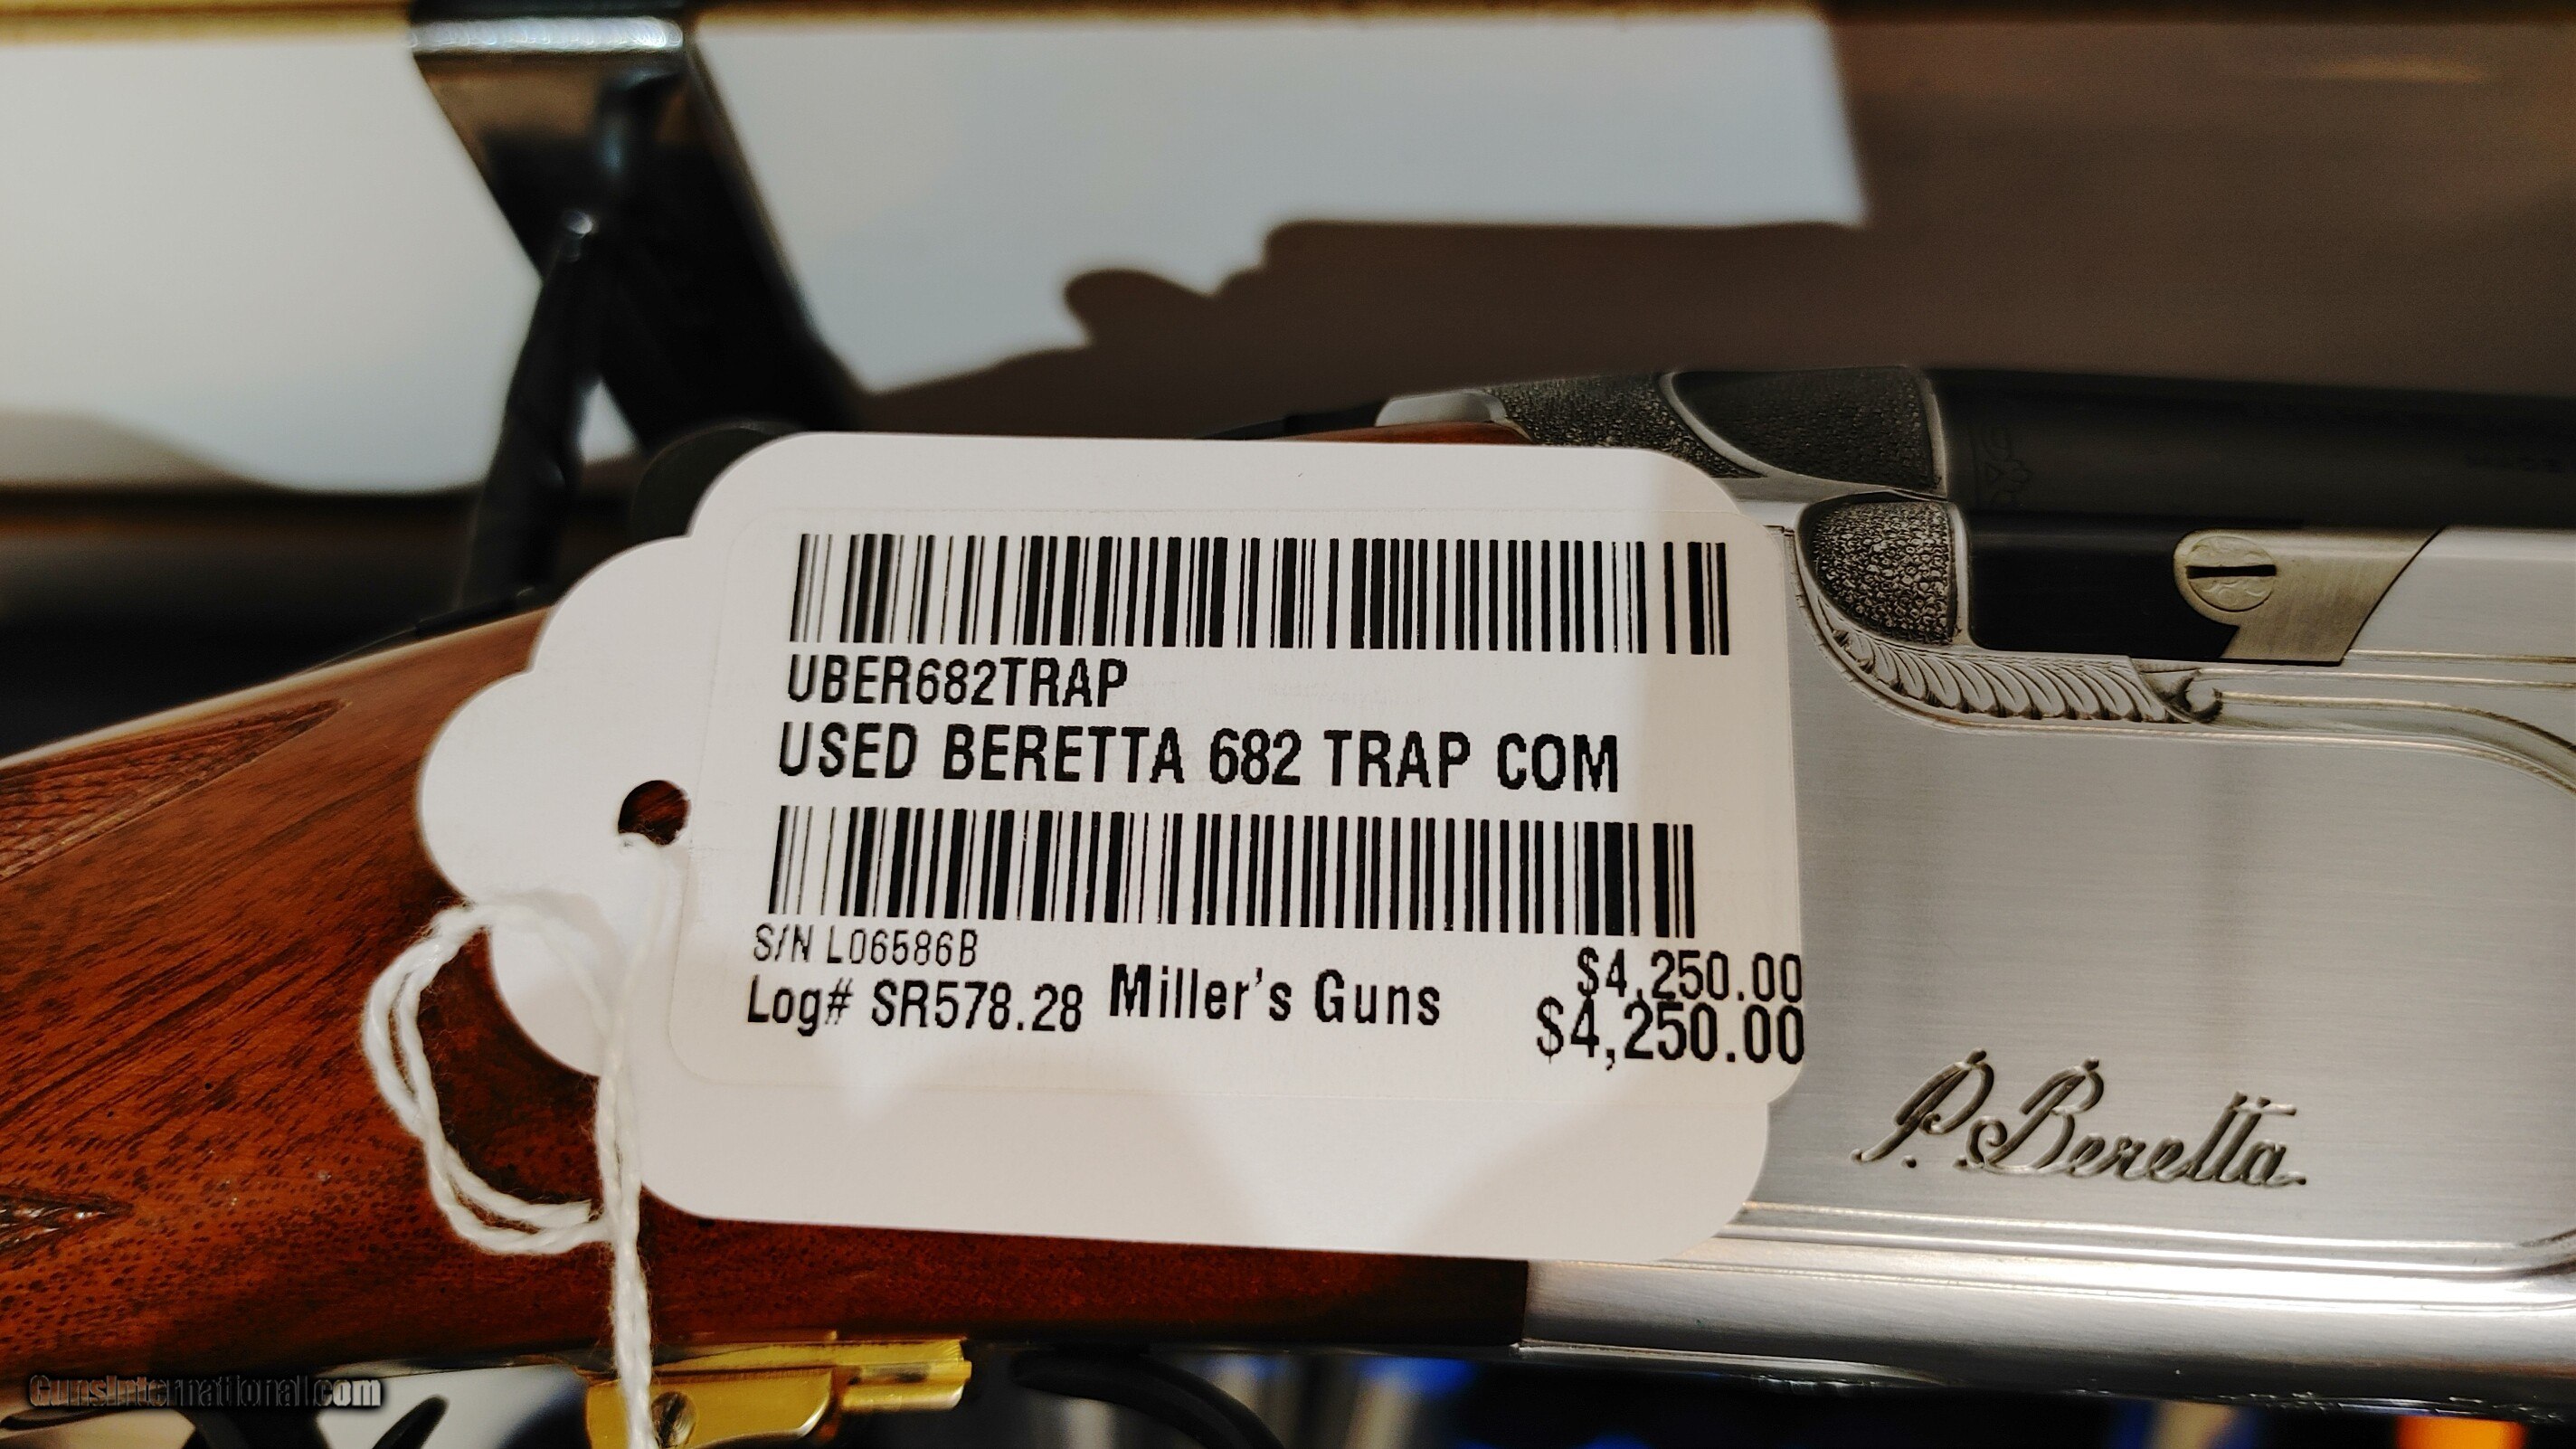 UBER682TRAP
USED BERETTA 682 TRAP COM
S/N L06586B
$4,250.00
Log# SR578.28 Miller's Guns $4,250.00
P. Beretta
GunsInternational.com